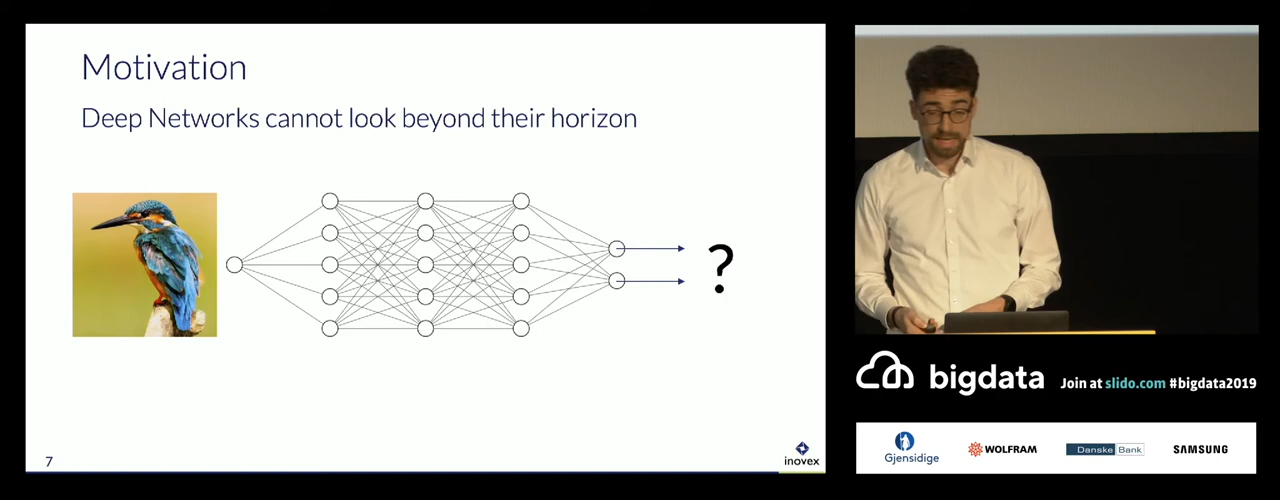 Motivation
Deep Networks cannot look beyond their horizon
?
7
inovex
bigdata
Join at slido.com #bigdata2019
Gjensidige
WOLFRAM
Danske Bank
SAMSUNG